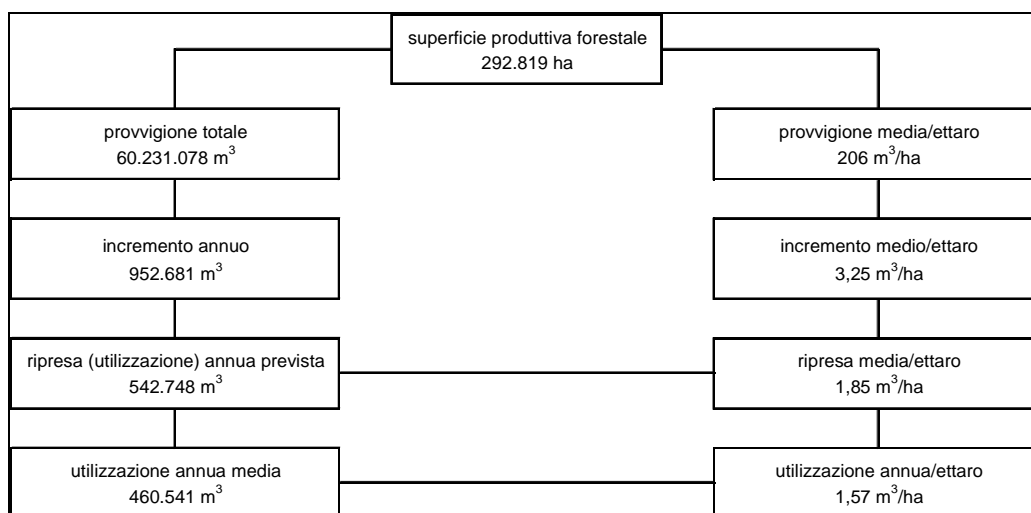 superficie produttiva forestale
292.819 ha
provvigione totale
60.231.078 m³
provvigione media/ettaro
206 m³/ha
incremento annuo
952.681 m³
incremento medio/ettaro
3,25 m³/ha
ripresa (utilizzazione) annua prevista
542.748 m³
ripresa media/ettaro
1,85 m³/ha
utilizzazione annua media
460.541 m³
utilizzazione annua/ettaro
1,57 m³/ha